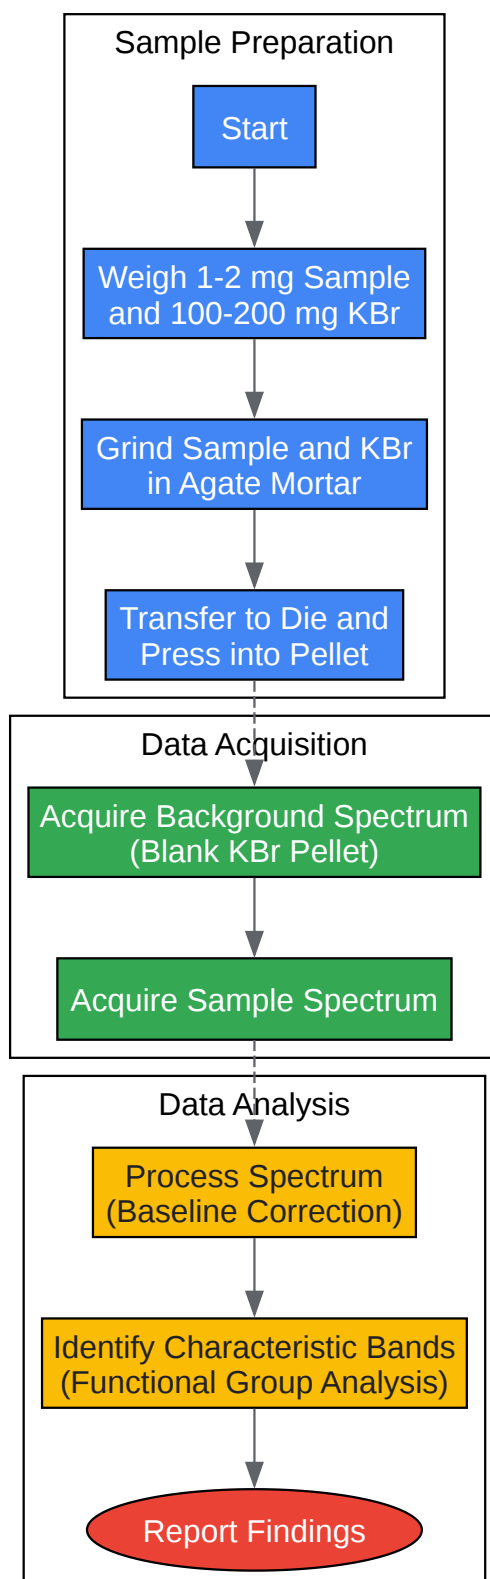 Sample Preparation
Start
Weigh 1-2 mg Sample
and 100-200 mg KBr
Grind Sample and KBr
in Agate Mortar
Transfer to Die and
Press into Pellet
Data Acquisition
Acquire Background Spectrum
(Blank KBr Pellet)
Acquire Sample Spectrum
Data Analysis
Process Spectrum
(Baseline Correction)
Identify Characteristic Bands
(Functional Group Analysis)
Report Findings